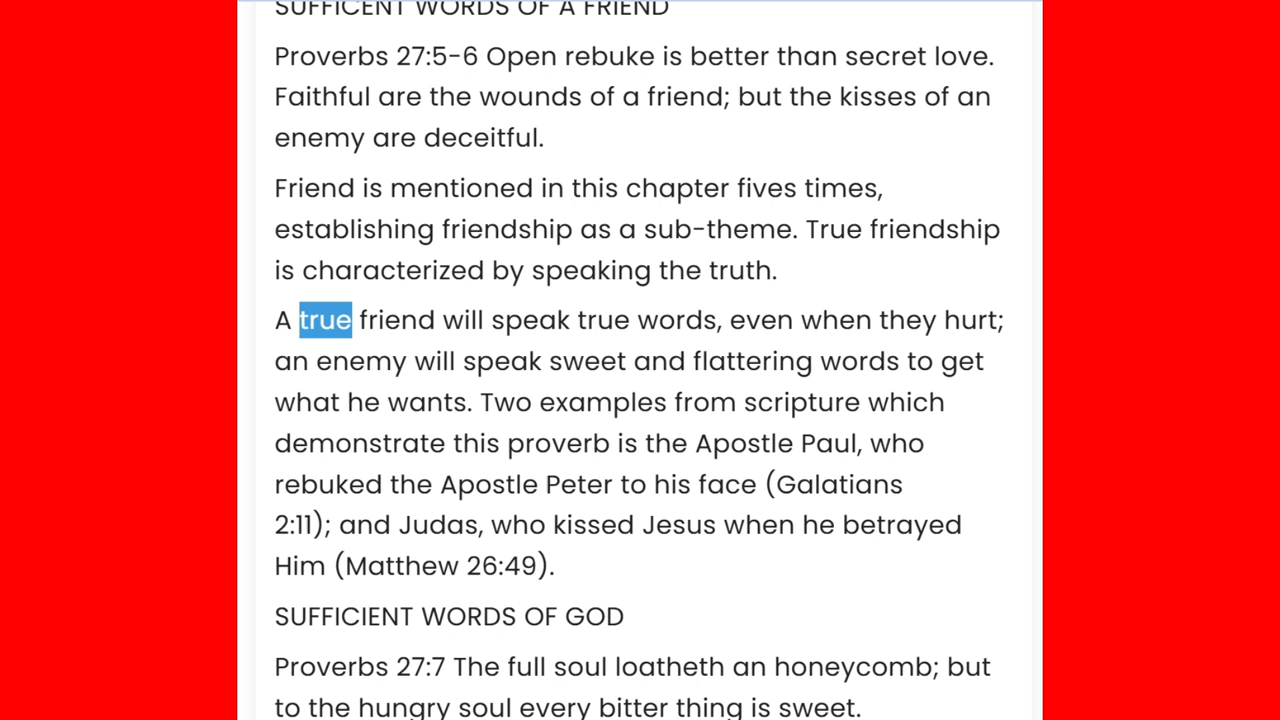 SUFFICENT WORDS OF A FRIEND
Proverbs 27:5-6 Open rebuke is better than secret love.
Faithful are the wounds of a friend; but the kisses of an
enemy are deceitful.
Friend is mentioned in this chapter fives times,
establishing friendship as a sub-theme. True friendship
is characterized by speaking the truth.
A true friend will speak true words, even when they hurt;
an enemy will speak sweet and flattering words to get
what he wants. Two examples from scripture which
demonstrate this proverb is the Apostle Paul, who
rebuked the Apostle Peter to his face (Galatians
2:11); and Judas, who kissed Jesus when he betrayed
Him (Matthew 26:49).
SUFFICIENT WORDS OF GOD
Proverbs 27:7 The full soul loatheth an honeycomb; but
to the hungry soul every bitter thing is sweet.